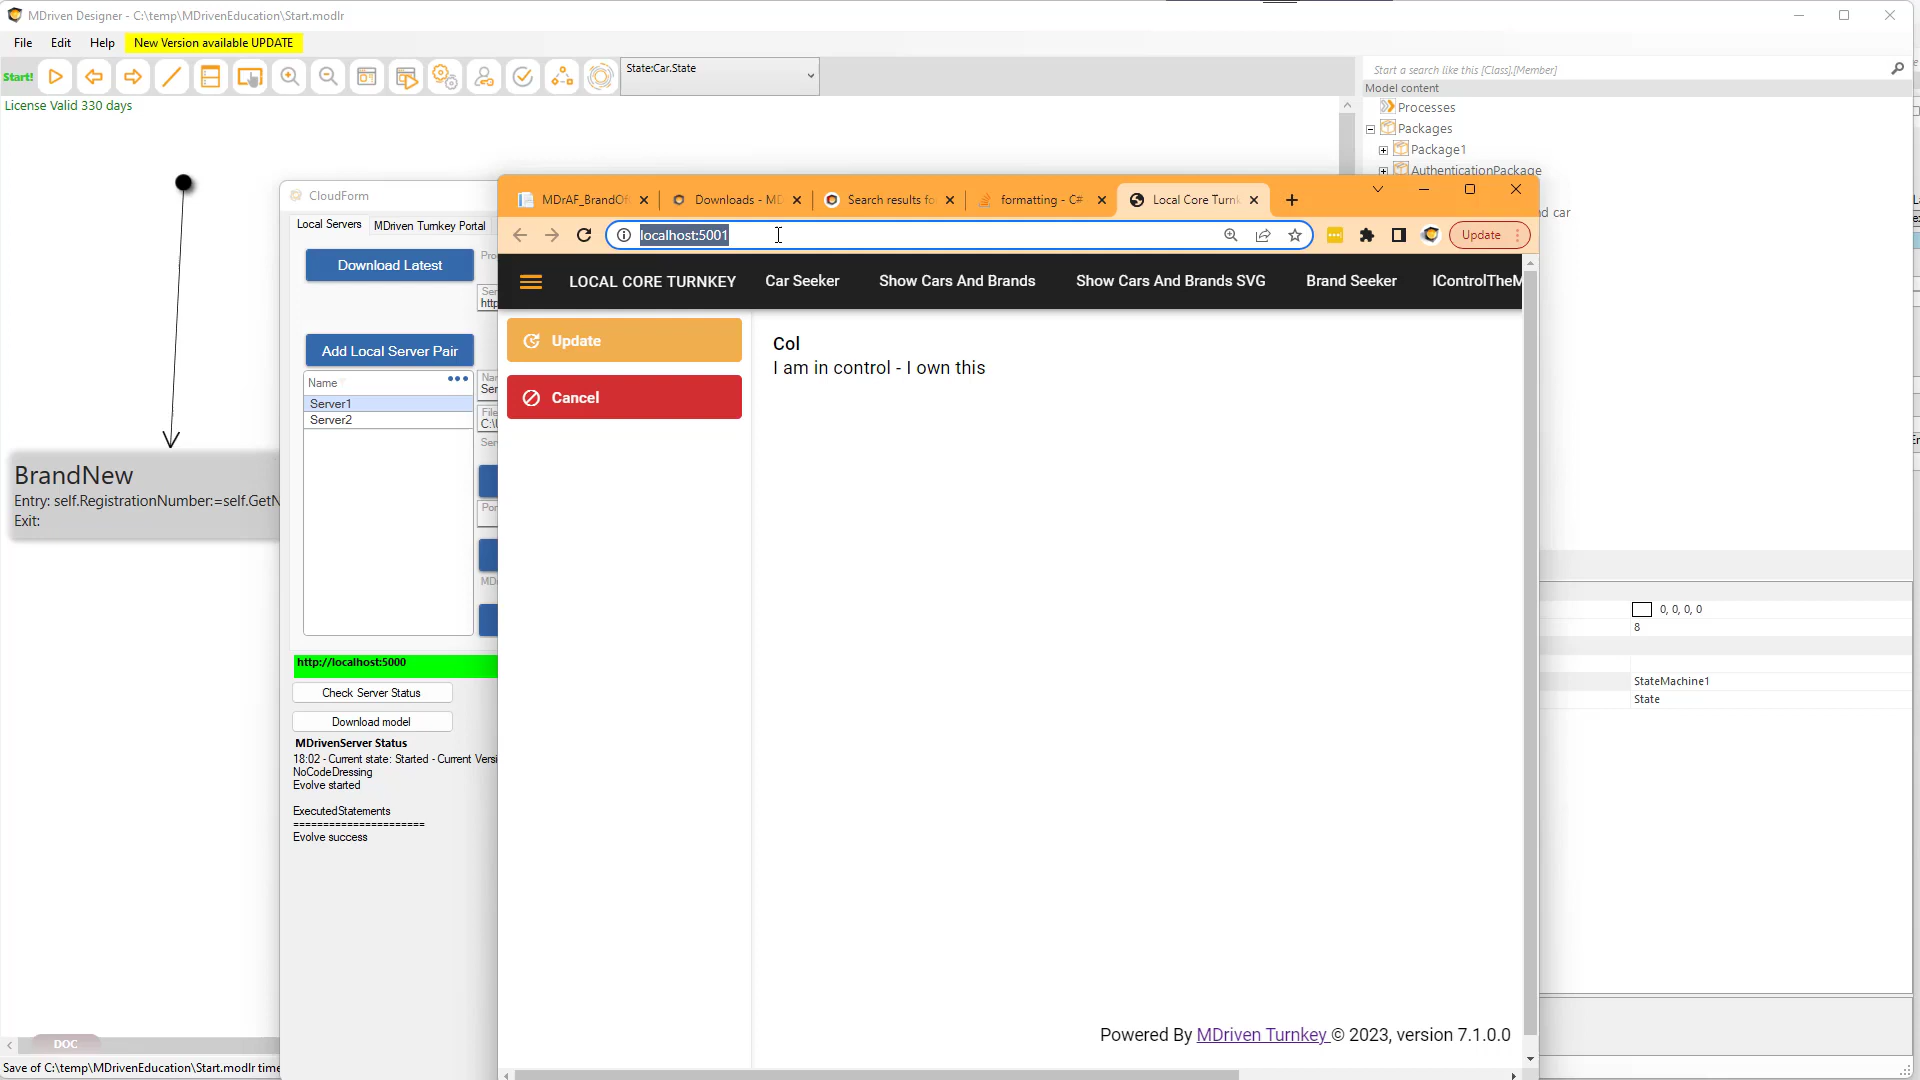 MDriven Designer - C:\temp\MDrivenEducation\Start.modlr
File Edit Help New Version available UPDATE
Start!
State:Car.State
License Valid 330 days
Start a search like this [Class].[Member]
Model content
Processes
Packages
Package1
AuthenticationPackage
d car
BrandNew
Entry: self.RegistrationNumber:=self.GetN
Exit:
DOC
Save of C:\temp\MDrivenEducation\Start.modlr time
CloudForm
Local Servers MDriven Turnkey Portal
Download Latest
Add Local Server Pair
Name
Server1
Server2
http://localhost:5000
Check Server Status
Download model
MDrivenServer Status
18:02 - Current state: Started - Current Versi
NoCodeDressing
Evolve started
ExecutedStatements
======================
Evolve success
MDrAF_BrandOf
Downloads - MD
Search results fo
formatting - C#
Local Core Turnk
localhost:5001
Update
LOCAL CORE TURNKEY Car Seeker Show Cars And Brands Show Cars And Brands SVG Brand Seeker IControlTheM
Update
Cancel
Col
I am in control - I own this
Powered By MDriven Turnkey © 2023, version 7.1.0.0
0, 0, 0, 0
8
StateMachine1
State